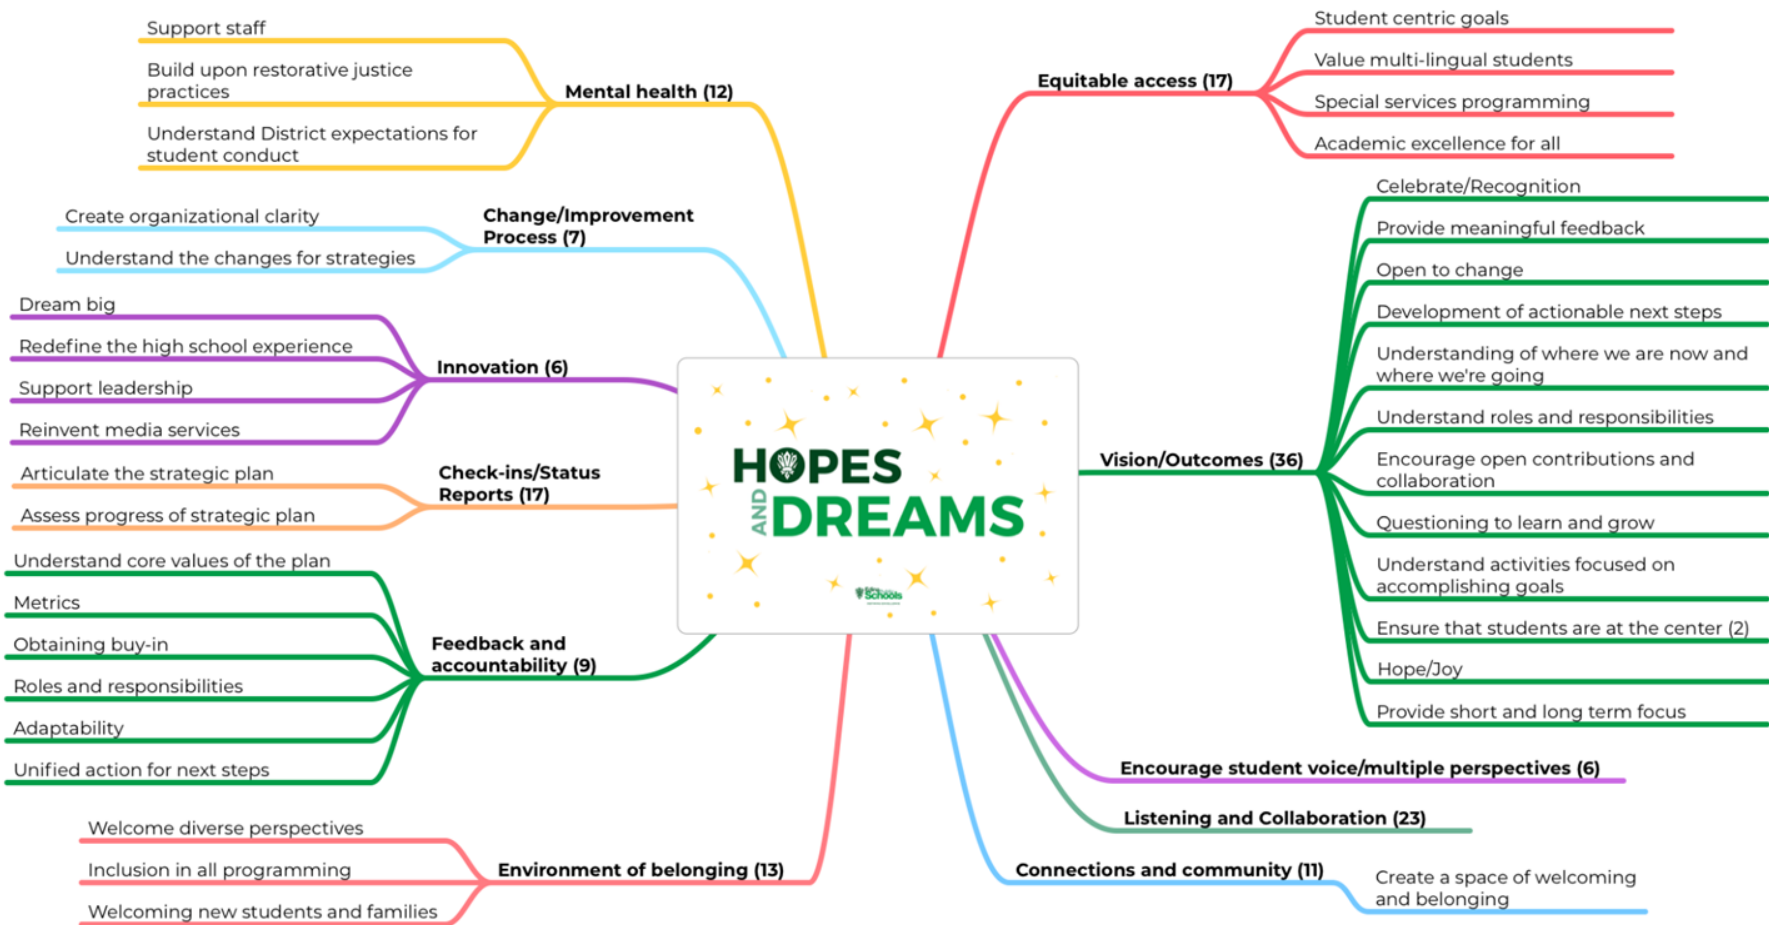 Support staff
Build upon restorative justice
practices
Understand District expectations for
student conduct
Mental health (12)
Create organizational clarity
Understand the changes for strategies
Change/Improvement
Process (7)
Dream big
Redefine the high school experience
Support leadership
Reinvent media services
Innovation (6)
Articulate the strategic plan
Assess progress of strategic plan
Check-ins/Status
Reports (17)
Understand core values of the plan
Metrics
Obtaining buy-in
Roles and responsibilities
Adaptability
Unified action for next steps
Feedback and
accountability (9)
Welcome diverse perspectives
Inclusion in all programming
Welcoming new students and families
Environment of belonging (13)
HOPES
AND
DREAMS
Schools
Equitable access (17)
Student centric goals
Value multi-lingual students
Special services programming
Academic excellence for all
Vision/Outcomes (36)
Celebrate/Recognition
Provide meaningful feedback
Open to change
Development of actionable next steps
Understanding of where we are now and
where we're going
Understand roles and responsibilities
Encourage open contributions and
collaboration
Questioning to learn and grow
Understand activities focused on
accomplishing goals
Ensure that students are at the center (2)
Hope/Joy
Provide short and long term focus
Encourage student voice/multiple perspectives (6)
Listening and Collaboration (23)
Connections and community (11)
Create a space of welcoming
and belonging